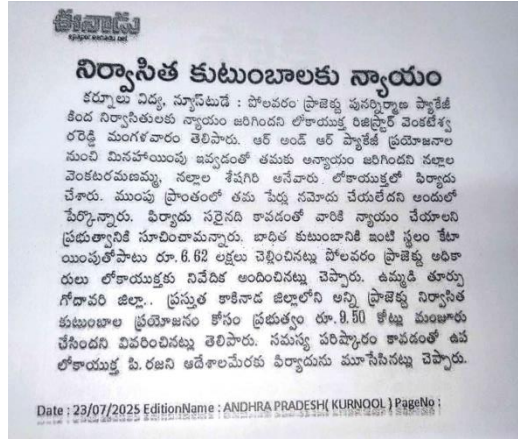 ఈనాడు
epaper.eenadu.net
నిర్వాసిత కుటుంబాలకు న్యాయం
కర్నూలు విద్య, న్యూస్‌టుడే : పోలవరం ప్రాజెక్టు పునర్నిర్మాణ ప్యాకేజీ
కింద నిర్వాసితులకు న్యాయం జరిగిందని లోకాయుక్త రిజిస్ట్రార్ వెంకటేశ్వ
రరెడ్డి మంగళవారం తెలిపారు. ఆర్ అండ్ ఆర్ ప్యాకేజీ ప్రయోజనాల
నుంచి మినహాయింపు ఇవ్వడంతో తమకు అన్యాయం జరిగిందని నల్లాల
వెంకటరమణమ్మ, నల్లాల శేషగిరి అనేవారు లోకాయుక్తలో ఫిర్యాదు
చేశారు. ముంపు ప్రాంతంలో తమ పేర్లు నమోదు చేయలేదని అందులో
పేర్కొన్నారు. ఫిర్యాదు సరైనది కావడంతో వారికి న్యాయం చేయాలని
ప్రభుత్వానికి సూచించామన్నారు. బాధిత కుటుంబానికి ఇంటి స్థలం కేటా
యింపుతోపాటు రూ.6.62 లక్షలు చెల్లించినట్లు పోలవరం ప్రాజెక్టు అధికా
రులు లోకాయుక్తకు నివేదిక అందించినట్లు చెప్పారు. ఉమ్మడి తూర్పు
గోదావరి జిల్లా.. ప్రస్తుత కాకినాడ జిల్లాలోని అన్ని ప్రాజెక్టు నిర్వాసిత
కుటుంబాల ప్రయోజనం కోసం ప్రభుత్వం రూ.9.50 కోట్లు మంజూరు
చేసిందని వివరించినట్లు తెలిపారు. సమస్య పరిష్కారం కావడంతో ఉప
లోకాయుక్త పి.రజని ఆదేశాలమేరకు ఫిర్యాదును మూసేసినట్లు చెప్పారు.
Date : 23/07/2025 EditionName : ANDHRA PRADESH( KURNOOL ) PageNo :